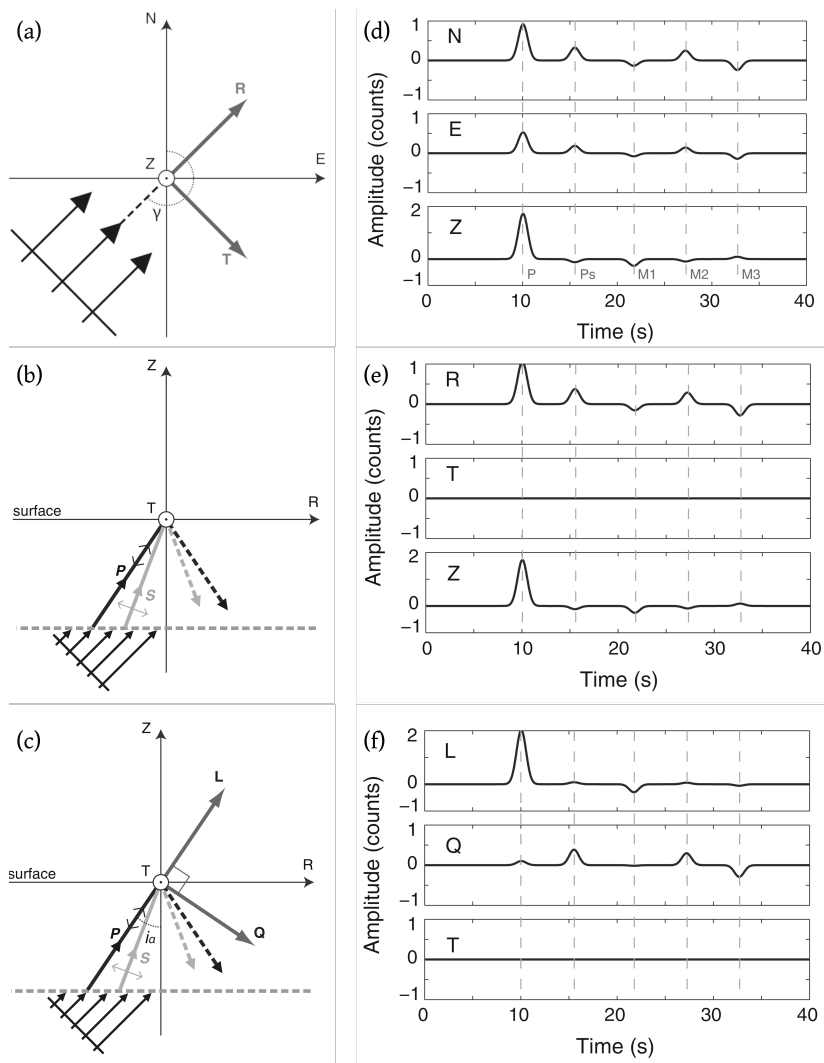 (a)
N
R
Z
E
γ
T
(d)
Amplitude (counts)
1
N
0
−1
1
E
0
−1
2
Z
0
P Ps M1 M2 M3
−1
0 10 20 30 40
Time (s)
(b)
Z
surface
T
R
P
S
(e)
Amplitude (counts)
1
R
0
−1
1
T
0
−1
2
Z
0
−1
0 10 20 30 40
Time (s)
(c)
Z
L
surface
T
R
P
iα
S
Q
(f)
Amplitude (counts)
2
L
0
−1
1
Q
0
−1
1
T
0
−1
0 10 20 30 40
Time (s)